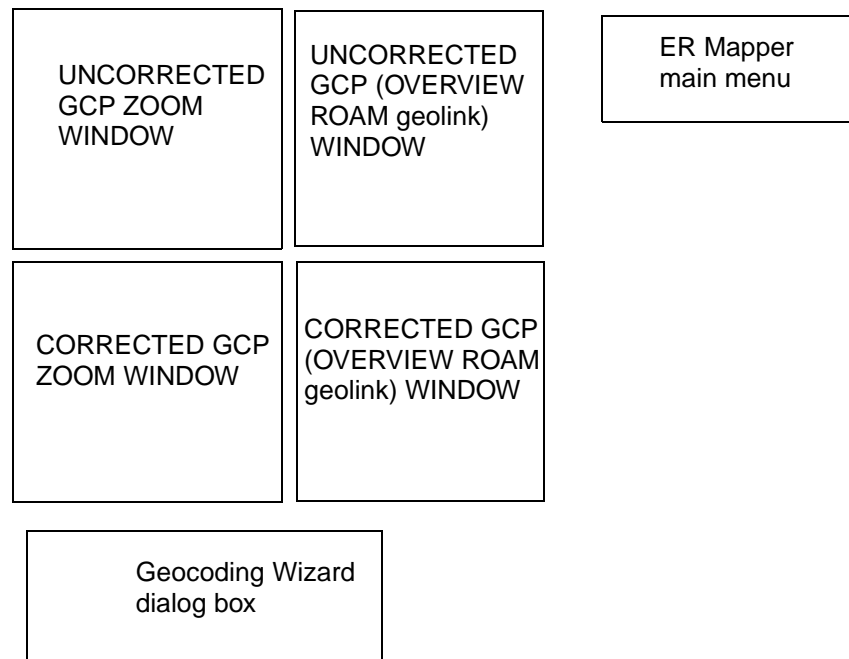 UNCORRECTED
GCP ZOOM
WINDOW
UNCORRECTED
GCP (OVERVIEW
ROAM geolink)
WINDOW
ER Mapper
main menu
CORRECTED GCP
ZOOM WINDOW
CORRECTED GCP
(OVERVIEW ROAM
geolink) WINDOW
Geocoding Wizard
dialog box